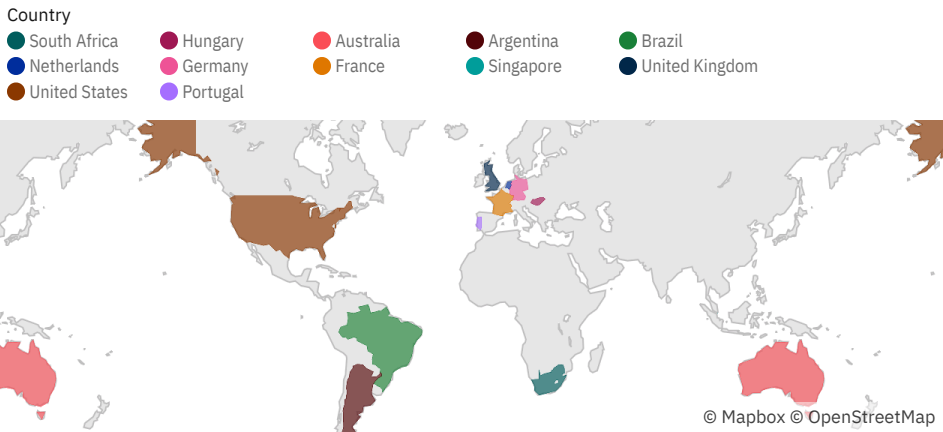 Country
South Africa Hungary Australia Argentina Brazil
Netherlands Germany France Singapore United Kingdom
United States Portugal
© Mapbox © OpenStreetMap